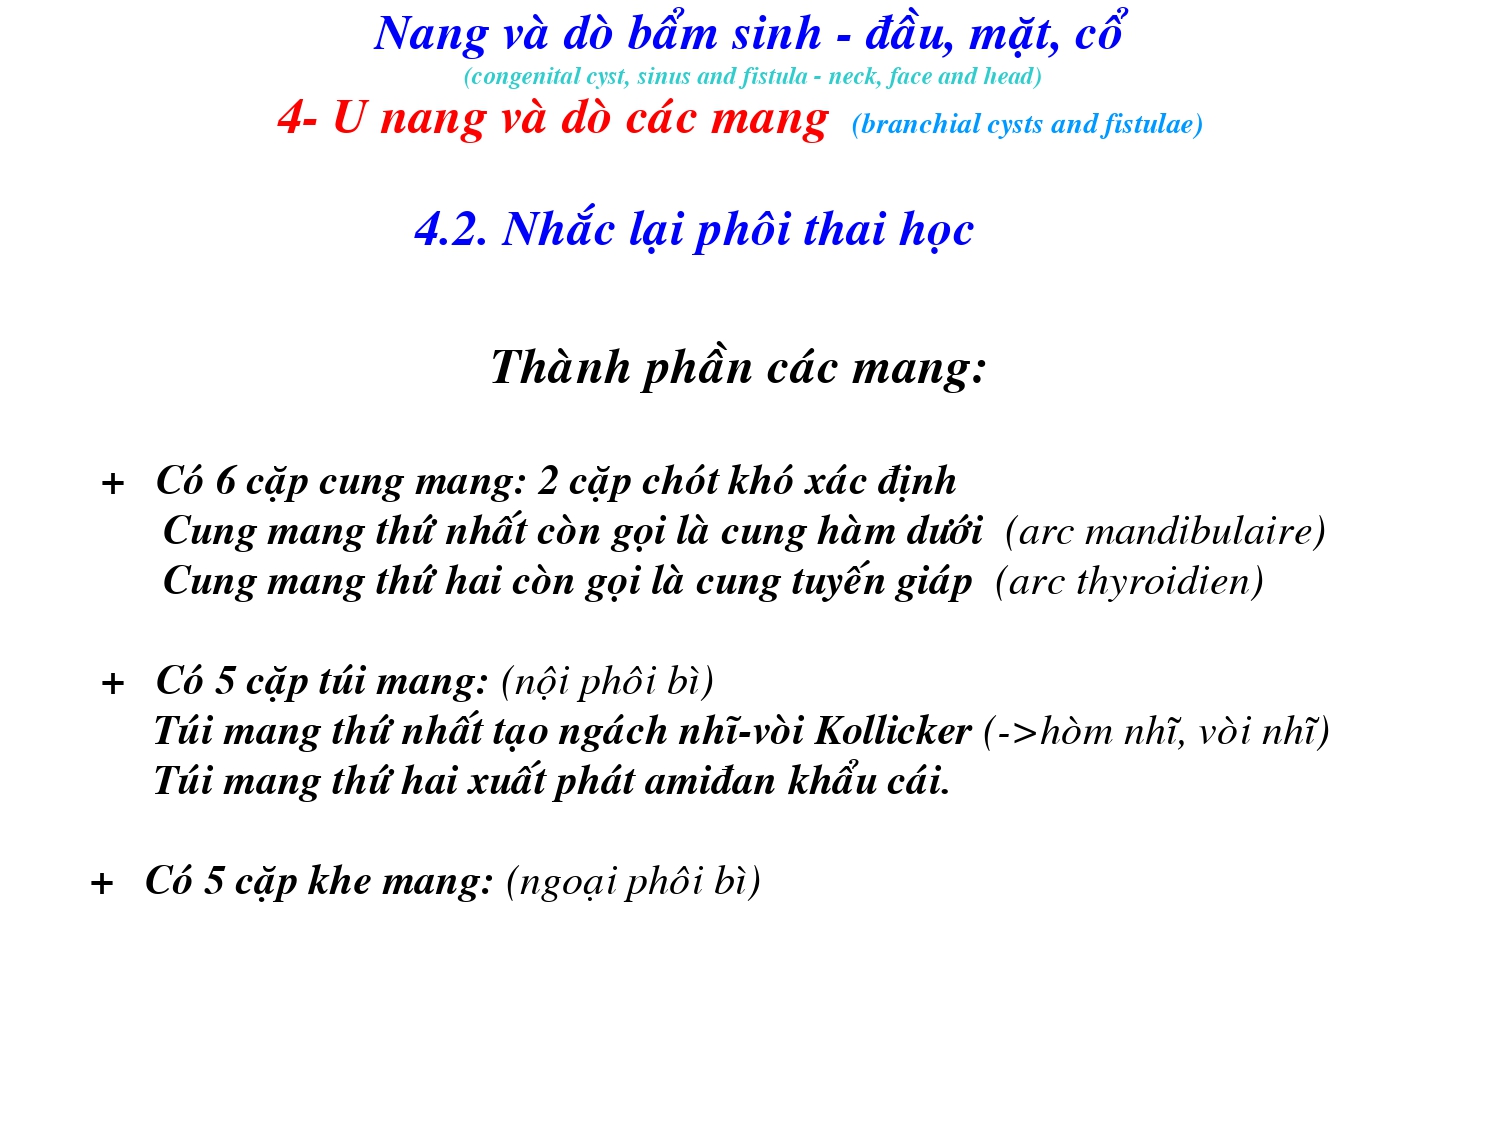 Nang và dò bẩm sinh - đầu, mặt, cổ
(congenital cyst, sinus and fistula - neck, face and head)
4- U nang và dò các mang (branchial cysts and fistulae)
4.2. Nhắc lại phôi thai học
Thành phần các mang:
+ Có 6 cặp cung mang: 2 cặp chót khó xác định
Cung mang thứ nhất còn gọi là cung hàm dưới (arc mandibulaire)
Cung mang thứ hai còn gọi là cung tuyến giáp (arc thyroidien)
+ Có 5 cặp túi mang: (nội phôi bì)
Túi mang thứ nhất tạo ngách nhĩ-vòi Kollicker (->hòm nhĩ, vòi nhĩ)
Túi mang thứ hai xuất phát amiđan khẩu cái.
+ Có 5 cặp khe mang: (ngoại phôi bì)